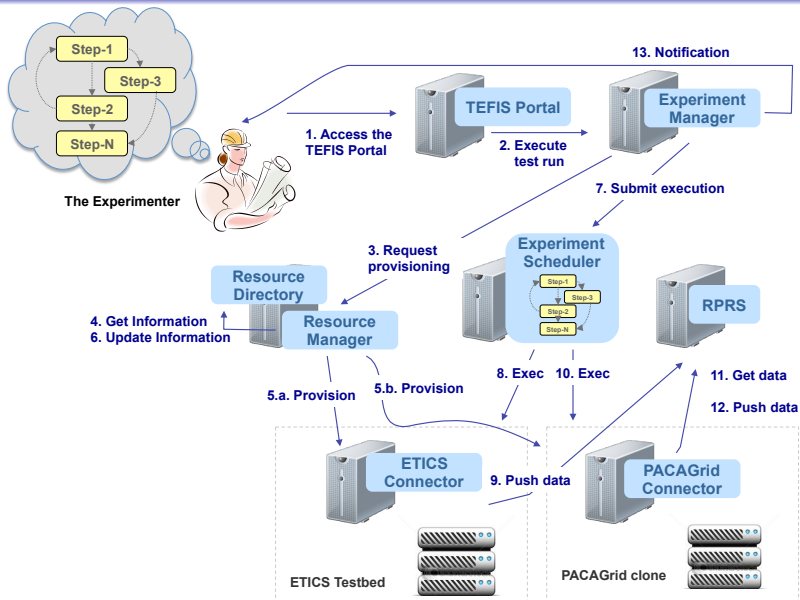 Step-1
Step-3
Step-2
Step-N
The Experimenter
1. Access the
TEFIS Portal
TEFIS Portal
2. Execute
test run
13. Notification
Experiment
Manager
7. Submit execution
3. Request
provisioning
Experiment
Scheduler
Step-1
Step-3
Step-2
Step-N
RPRS
Resource
Directory
Resource
Manager
4. Get Information
6. Update Information
8. Exec
10. Exec
11. Get data
12. Push data
5.a. Provision
5.b. Provision
ETICS
Connector
9. Push data
PACAGrid
Connector
ETICS Testbed
PACAGrid clone